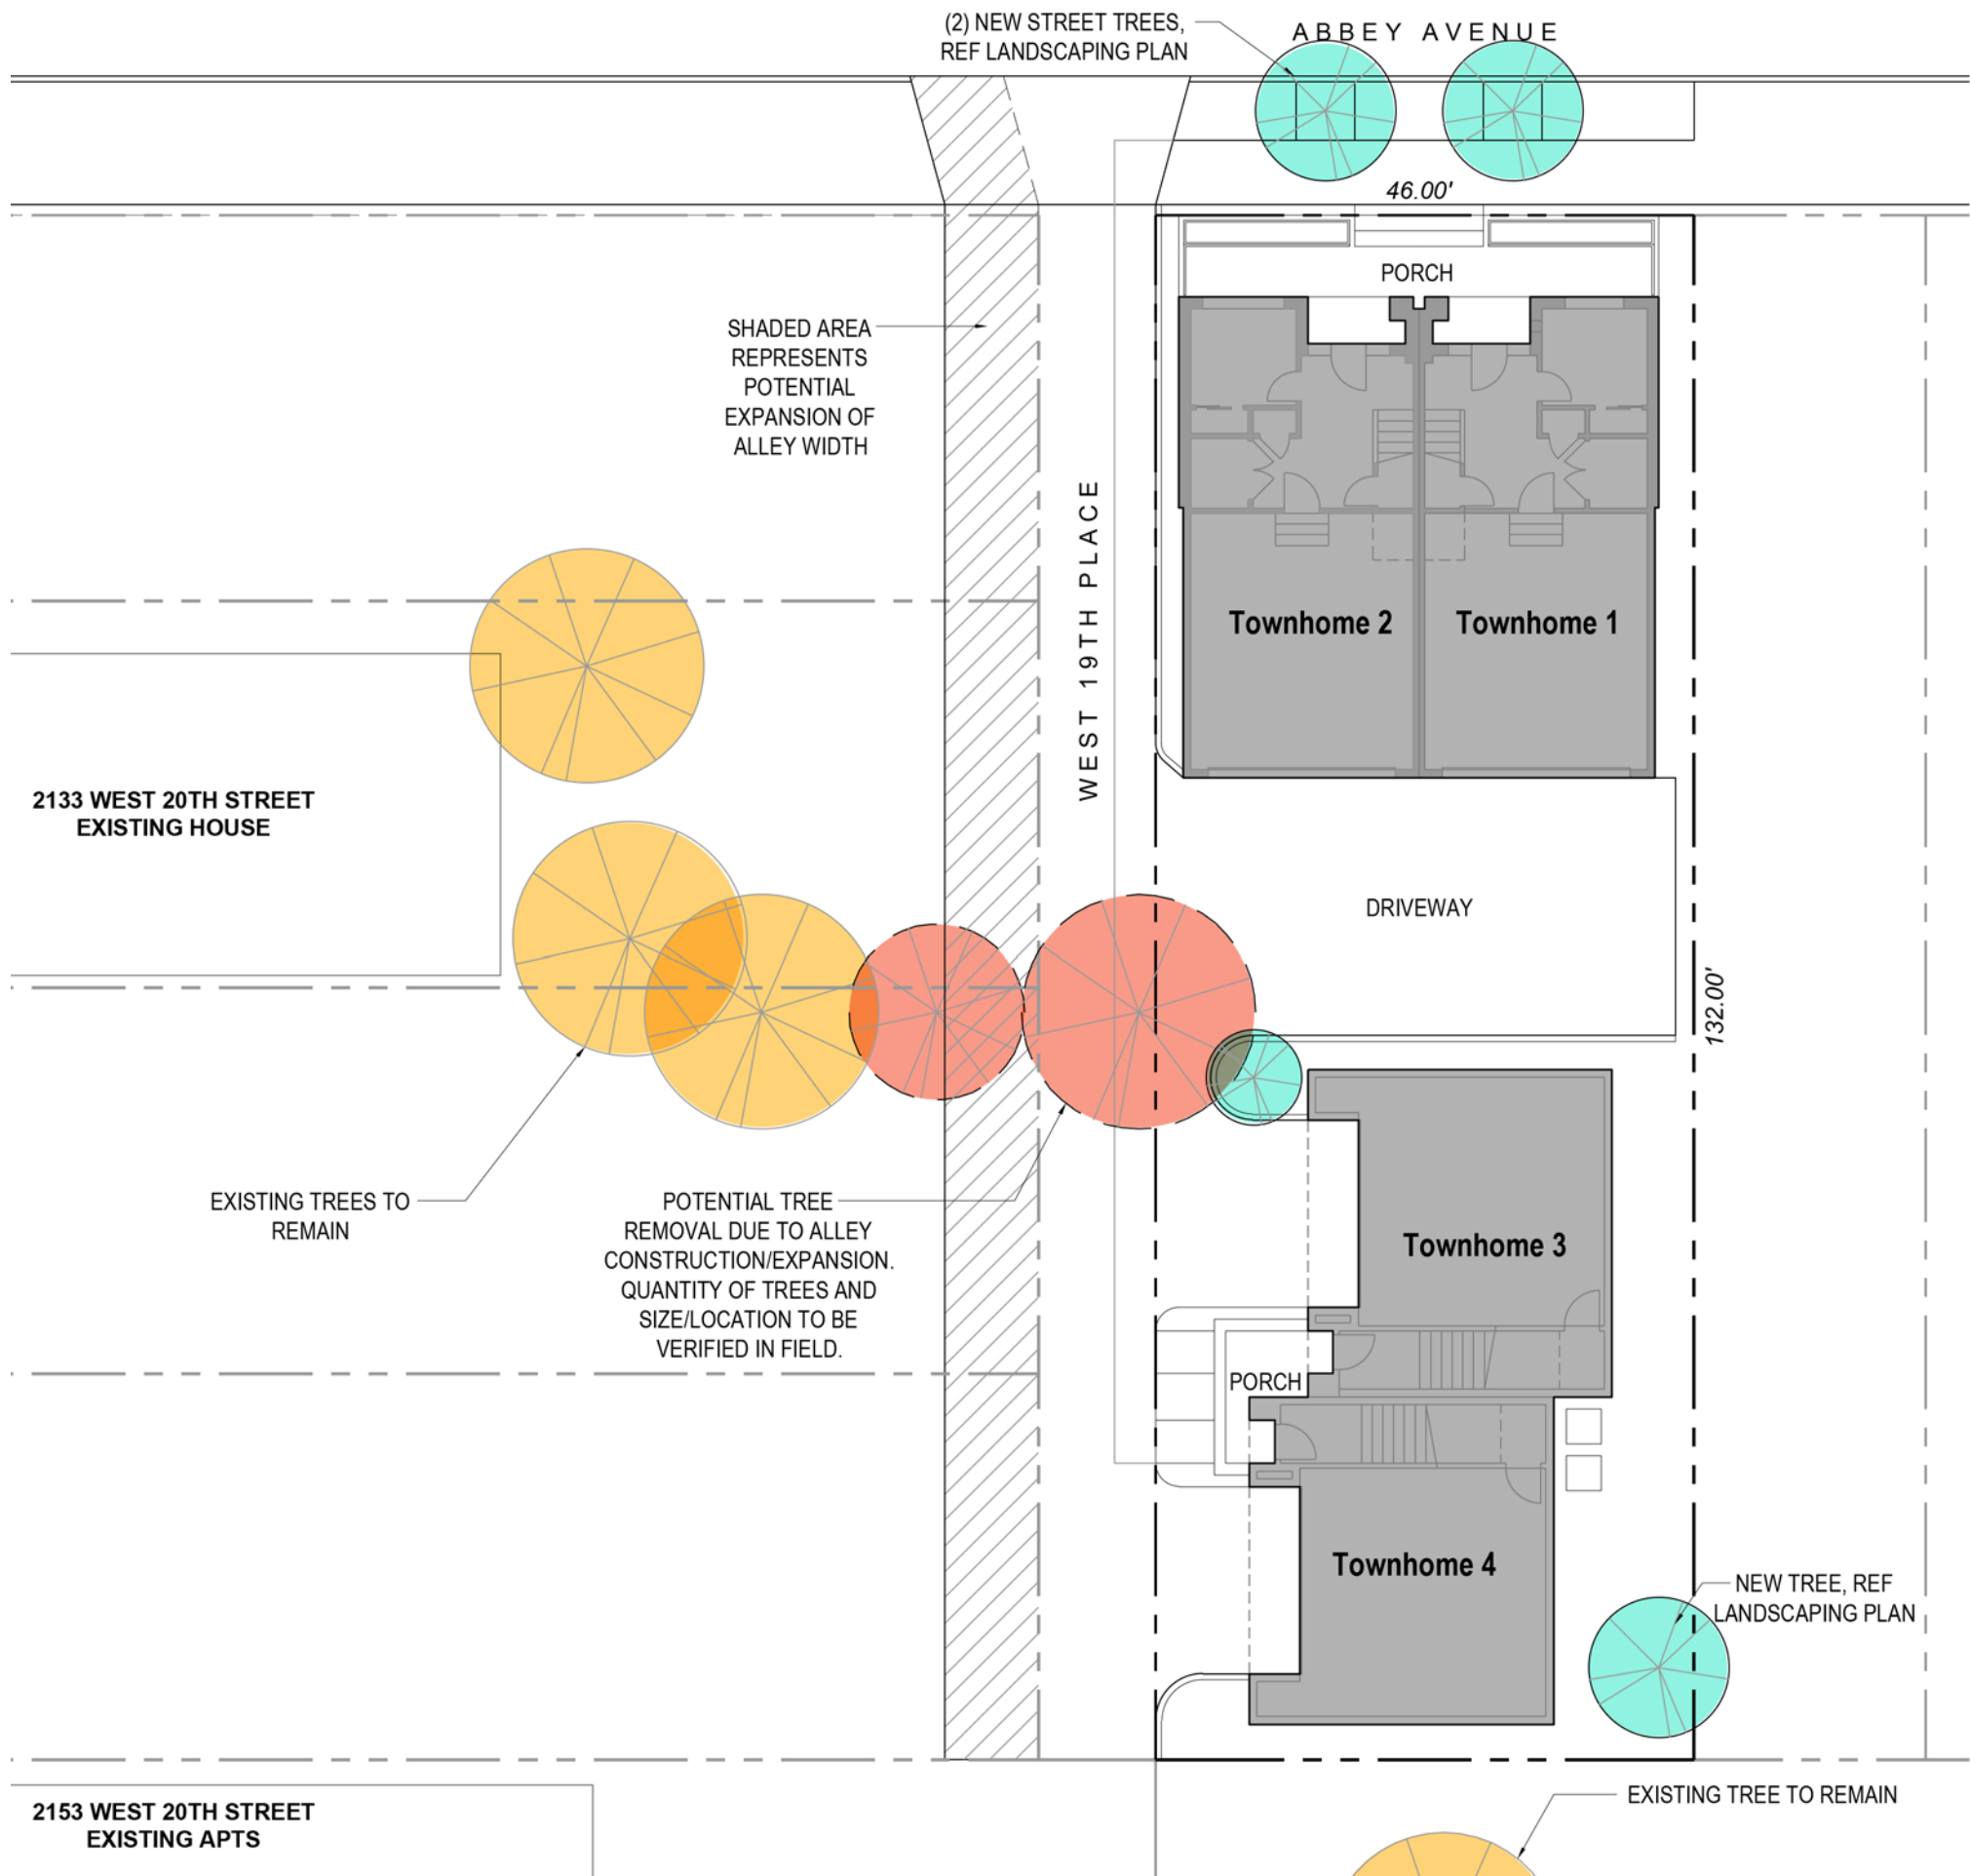 (2) NEW STREET TREES,
REF LANDSCAPING PLAN
ABBEY AVENUE
46.00'
PORCH
SHADED AREA
REPRESENTS
POTENTIAL
EXPANSION OF
ALLEY WIDTH
WEST 19TH PLACE
Townhome 2
Townhome 1
2133 WEST 20TH STREET
EXISTING HOUSE
DRIVEWAY
132.00'
EXISTING TREES TO
REMAIN
POTENTIAL TREE
REMOVAL DUE TO ALLEY
CONSTRUCTION/EXPANSION.
QUANTITY OF TREES AND
SIZE/LOCATION TO BE
VERIFIED IN FIELD.
Townhome 3
PORCH
Townhome 4
NEW TREE, REF
LANDSCAPING PLAN
EXISTING TREE TO REMAIN
2153 WEST 20TH STREET
EXISTING APTS